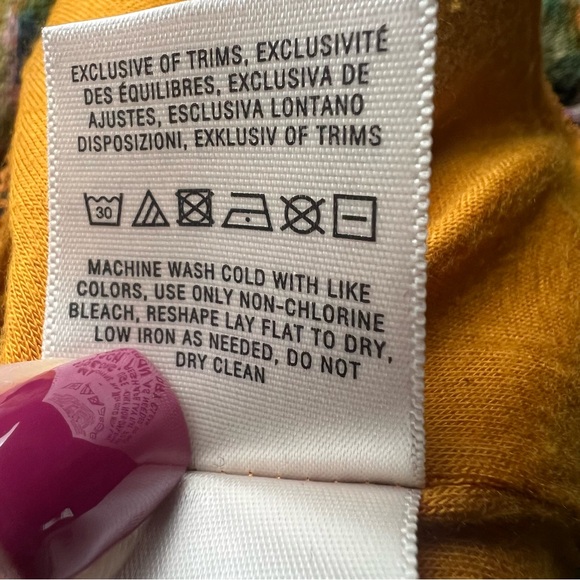 EXCLUSIVE OF TRIMS, EXCLUSIVITÉ
DES ÉQUILIBRES, EXCLUSIVA DE
AJUSTES, ESCLUSIVA LONTANO
DISPOSIZIONI, EXKLUSIV OF TRIMS
30
MACHINE WASH COLD WITH LIKE
COLORS, USE ONLY NON-CHLORINE
BLEACH, RESHAPE LAY FLAT TO DRY,
LOW IRON AS NEEDED, DO NOT
DRY CLEAN